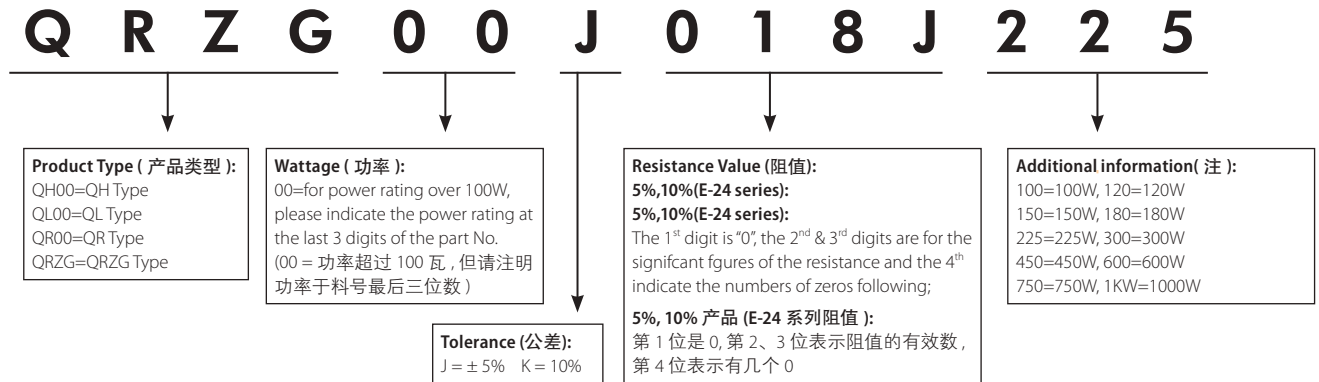 QRZG00J018J225
Product Type ( 产品类型 ):
QH00=QH Type
QL00=QL Type
QR00=QR Type
QRZG=QRZG Type
Wattage ( 功率 ):
00=for power rating over 100W,
please indicate the power rating at
the last 3 digits of the part No.
(00 = 功率超过 100 瓦 , 但请注明
功率于料号最后三位数 )
Tolerance (公差):
J = ± 5% K = 10%
Resistance Value (阻值):
5%,10%(E-24 series):
5%,10%(E-24 series):
The 1st digit is “0”, the 2nd & 3rd digits are for the
signifcant fgures of the resistance and the 4th
indicate the numbers of zeros following;
5%, 10% 产品 (E-24 系列阻值 ):
第 1 位是 0, 第 2、3 位表示阻值的有效数 ,
第 4 位表示有几个 0
Additional information( 注 ):
100=100W, 120=120W
150=150W, 180=180W
225=225W, 300=300W
450=450W, 600=600W
750=750W, 1KW=1000W